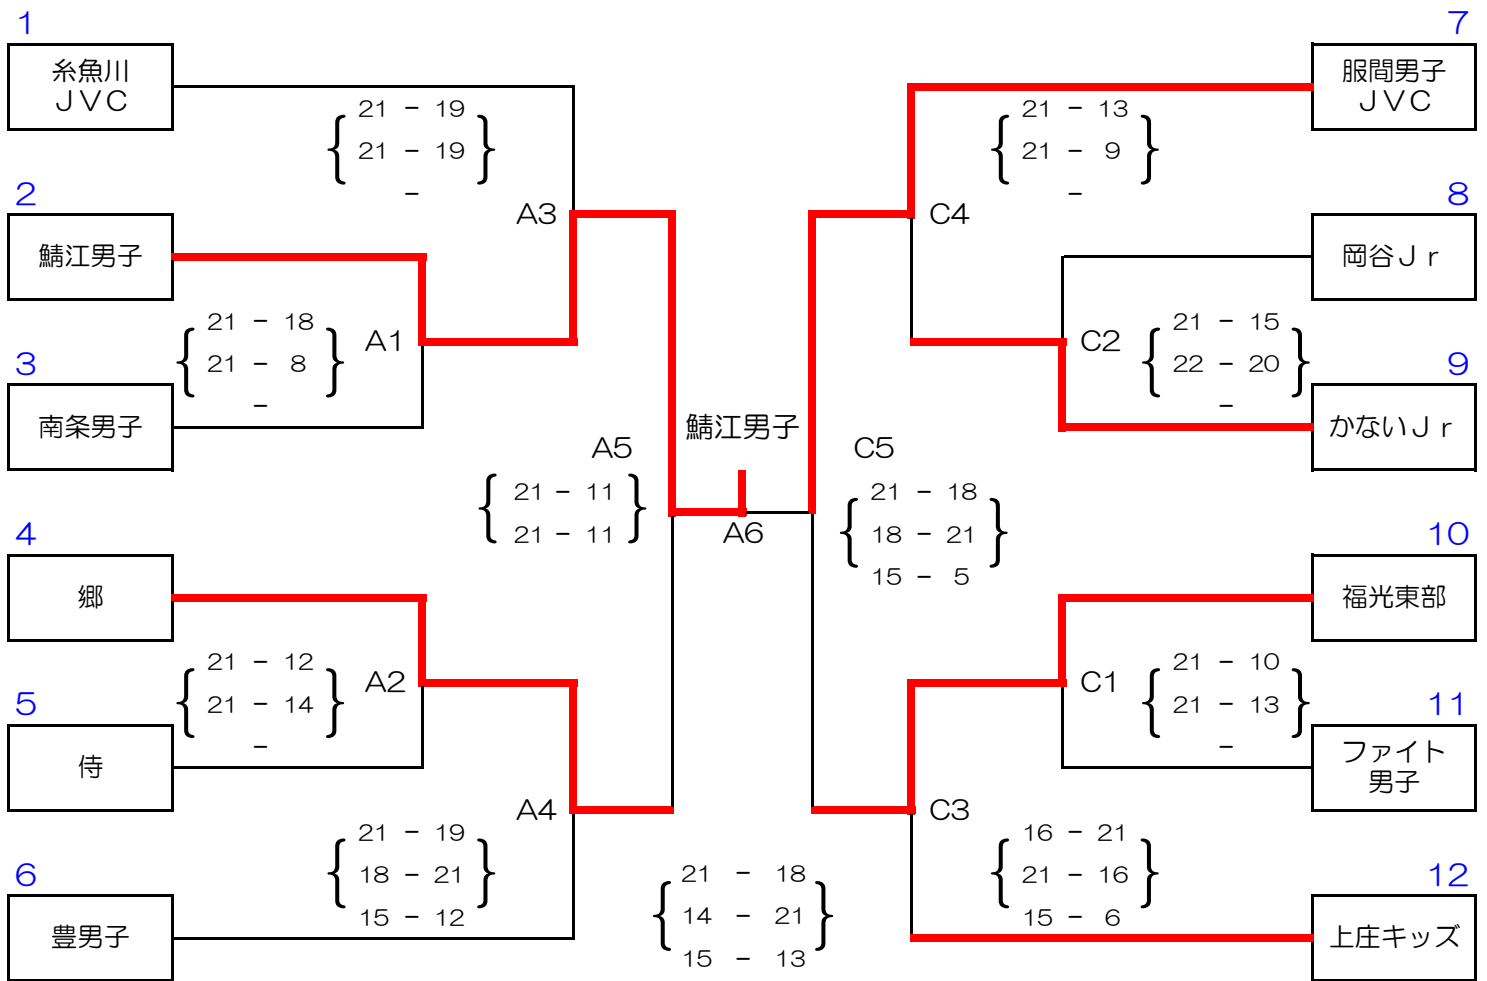 1
糸魚川
ＪＶＣ
21 - 19
21 - 19
-
A3
2
鯖江男子
21 - 18
21 - 8
-
A1
3
南条男子
4
郷
21 - 12
21 - 14
-
A2
5
侍
A4
21 - 19
18 - 21
15 - 12
6
豊男子
A5
21 - 11
21 - 11
鯖江男子
A6
21 - 18
14 - 21
15 - 13
C5
21 - 18
18 - 21
15 - 5
7
服間男子
ＪＶＣ
21 - 13
21 - 9
-
C4
8
岡谷Ｊｒ
C2
21 - 15
22 - 20
-
9
かないＪｒ
10
福光東部
C1
21 - 10
21 - 13
-
11
ファイト
男子
C3
16 - 21
21 - 16
15 - 6
12
上庄キッズ